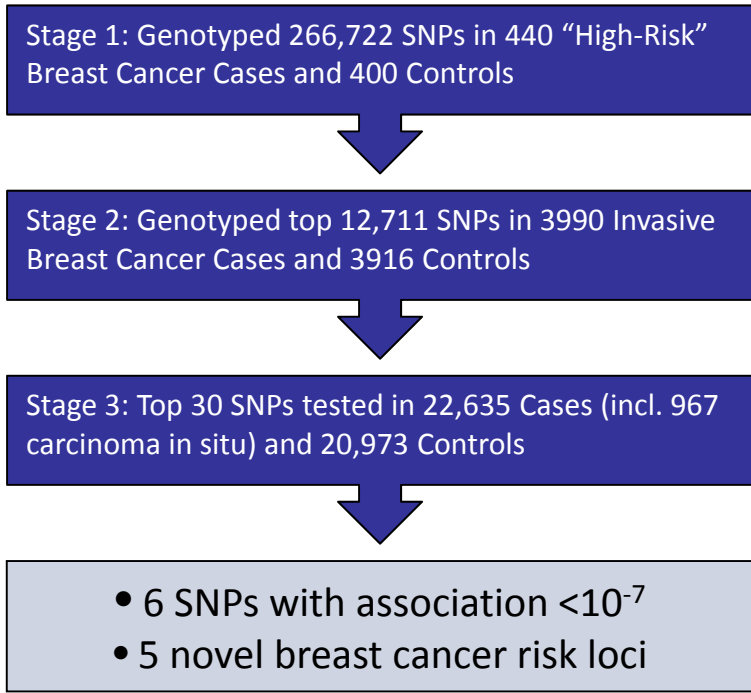 Stage 1: Genotyped 266,722 SNPs in 440 “High-Risk”
Breast Cancer Cases and 400 Controls
Stage 2: Genotyped top 12,711 SNPs in 3990 Invasive
Breast Cancer Cases and 3916 Controls
Stage 3: Top 30 SNPs tested in 22,635 Cases (incl. 967
carcinoma in situ) and 20,973 Controls
• 6 SNPs with association <10⁻⁷
• 5 novel breast cancer risk loci